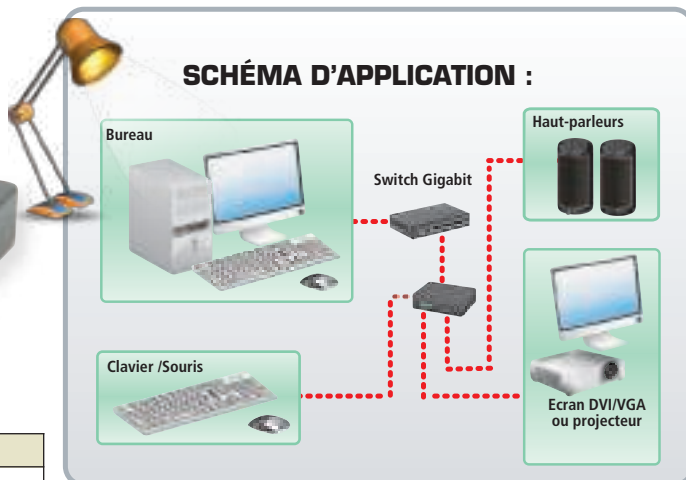 SCHÉMA D'APPLICATION :
Bureau
Switch Gigabit
Haut-parleurs
Clavier /Souris
Ecran DVI/VGA
ou projecteur